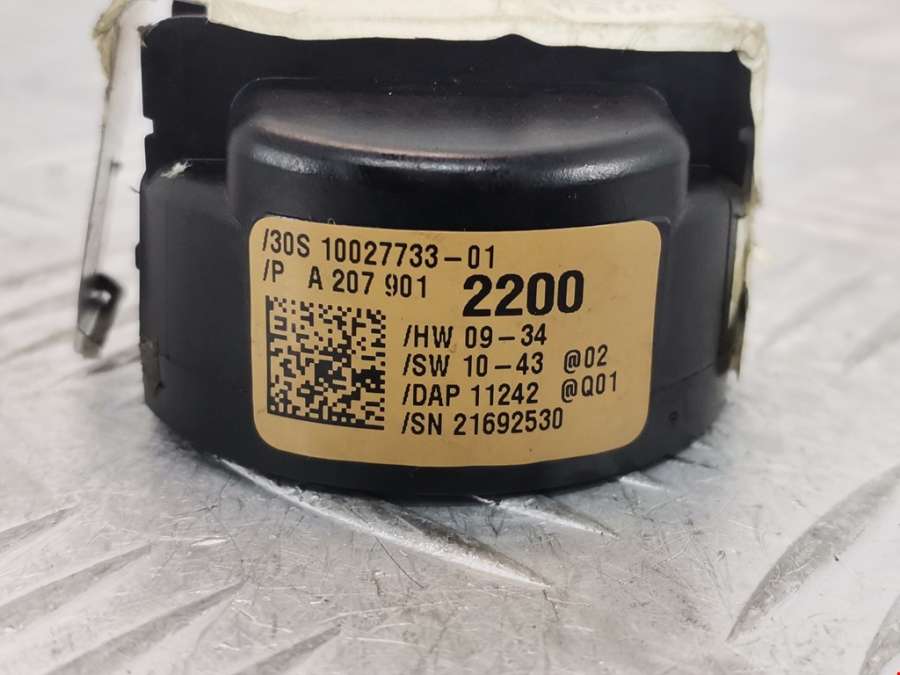 /30S 10027733-01
/P A 207 901 2200
/HW 09-34
/SW 10-43 @02
/DAP 11242 @Q01
/SN 21692530